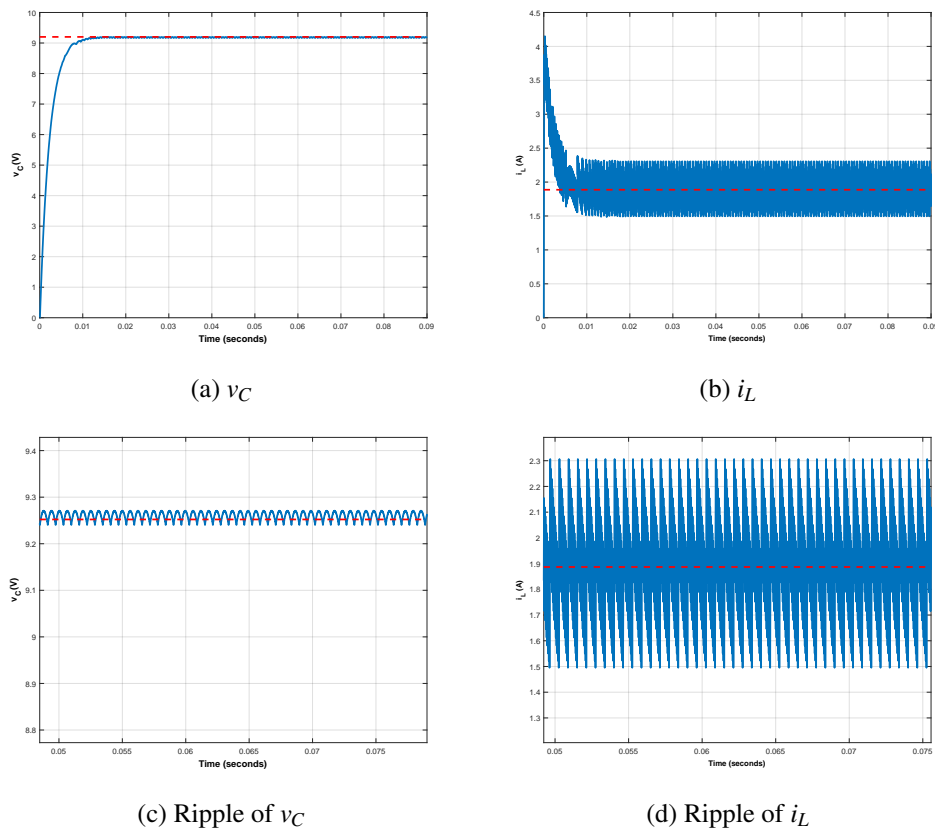 10
9
8
7
6
5
4
3
2
1
0
v_C(V)
0 0.01 0.02 0.03 0.04 0.05 0.06 0.07 0.08 0.09
Time (seconds)
(a) v_C
4.5
4
3.5
3
2.5
2
1.5
1
0.5
0
i_L (A)
0 0.01 0.02 0.03 0.04 0.05 0.06 0.07 0.08 0.09
Time (seconds)
(b) i_L
9.4
9.3
9.2
9.1
9
8.9
8.8
v_C(V)
0.05 0.055 0.06 0.065 0.07 0.075
Time (seconds)
(c) Ripple of v_C
2.3
2.2
2.1
2
1.9
1.8
1.7
1.6
1.5
1.4
1.3
i_L (A)
0.05 0.055 0.06 0.065 0.07 0.075
Time (seconds)
(d) Ripple of i_L